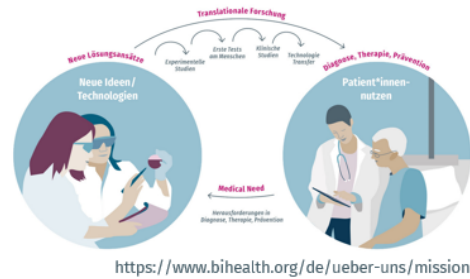 Translationale Forschung
Neue Lösungsansätze
Experimentelle
Studien
Erste Tests
am Menschen
Klinische
Studien
Technologie
Transfer
Diagnose, Therapie, Prävention
Neue Ideen/
Technologien
Patient*innen-
nutzen
Medical Need
Herausforderungen in
Diagnose, Therapie, Prävention
https://www.bihealth.org/de/ueber-uns/mission